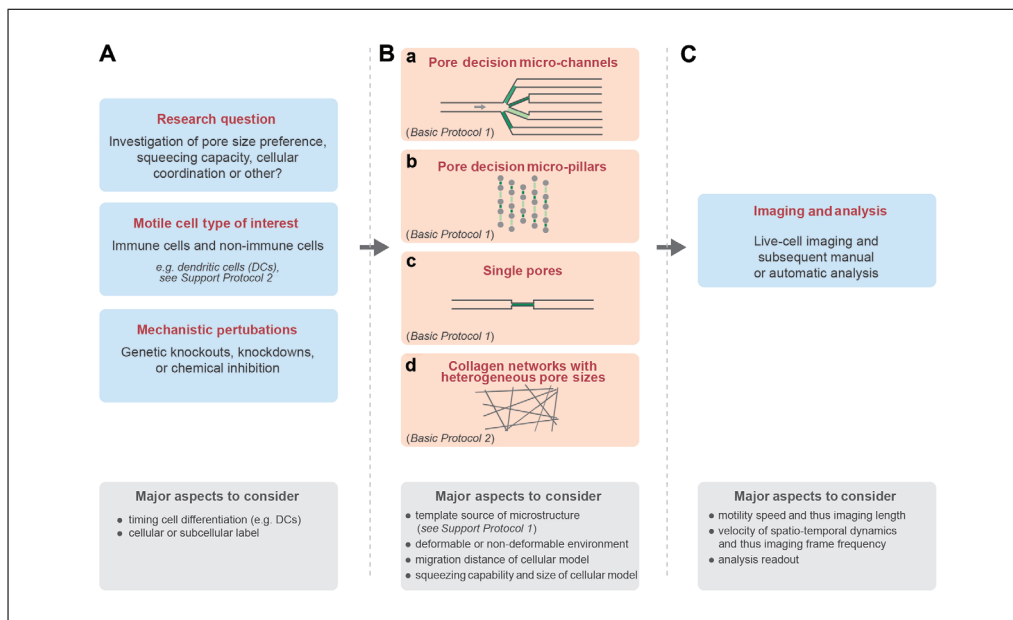 A
Research question
Investigation of pore size preference,
squeecing capacity, cellular
coordination or other?
Motile cell type of interest
Immune cells and non-immune cells
e.g. dendritic cells (DCs),
see Support Protocol 2
Mechanistic pertubations
Genetic knockouts, knockdowns,
or chemical inhibition
Major aspects to consider
● timing cell differentiation (e.g. DCs)
● cellular or subcellular label
B
a
Pore decision micro-channels
(Basic Protocol 1)
b
Pore decision micro-pillars
(Basic Protocol 1)
c
Single pores
(Basic Protocol 1)
d
Collagen networks with
heterogeneous pore sizes
(Basic Protocol 2)
Major aspects to consider
● template source of microstructure
(see Support Protocol 1)
● deformable or non-deformable environment
● migration distance of cellular model
● squeezing capability and size of cellular model
C
Imaging and analysis
Live-cell imaging and
subsequent manual
or automatic analysis
Major aspects to consider
● motility speed and thus imaging length
● velocity of spatio-temporal dynamics
and thus imaging frame frequency
● analysis readout